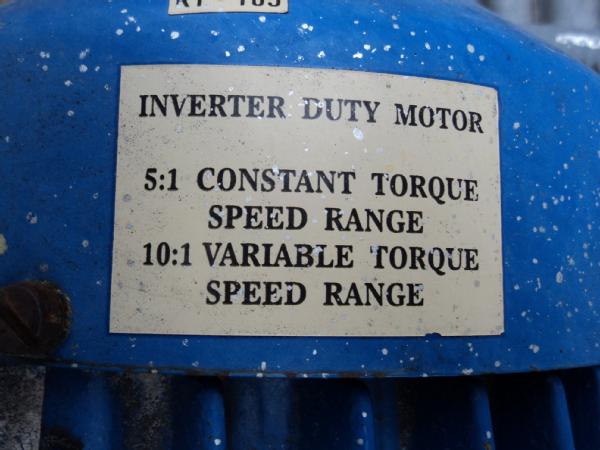 INVERTER DUTY MOTOR
5:1 CONSTANT TORQUE
SPEED RANGE
10:1 VARIABLE TORQUE
SPEED RANGE